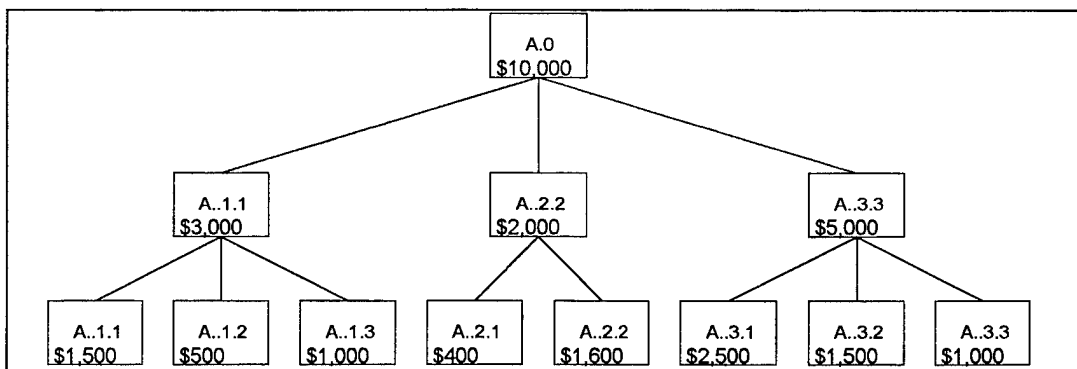 A.0
$10,000
A..1.1
$3,000
A..2.2
$2,000
A..3.3
$5,000
A..1.1
$1,500
A..1.2
$500
A..1.3
$1,000
A..2.1
$400
A..2.2
$1,600
A..3.1
$2,500
A..3.2
$1,500
A..3.3
$1,000